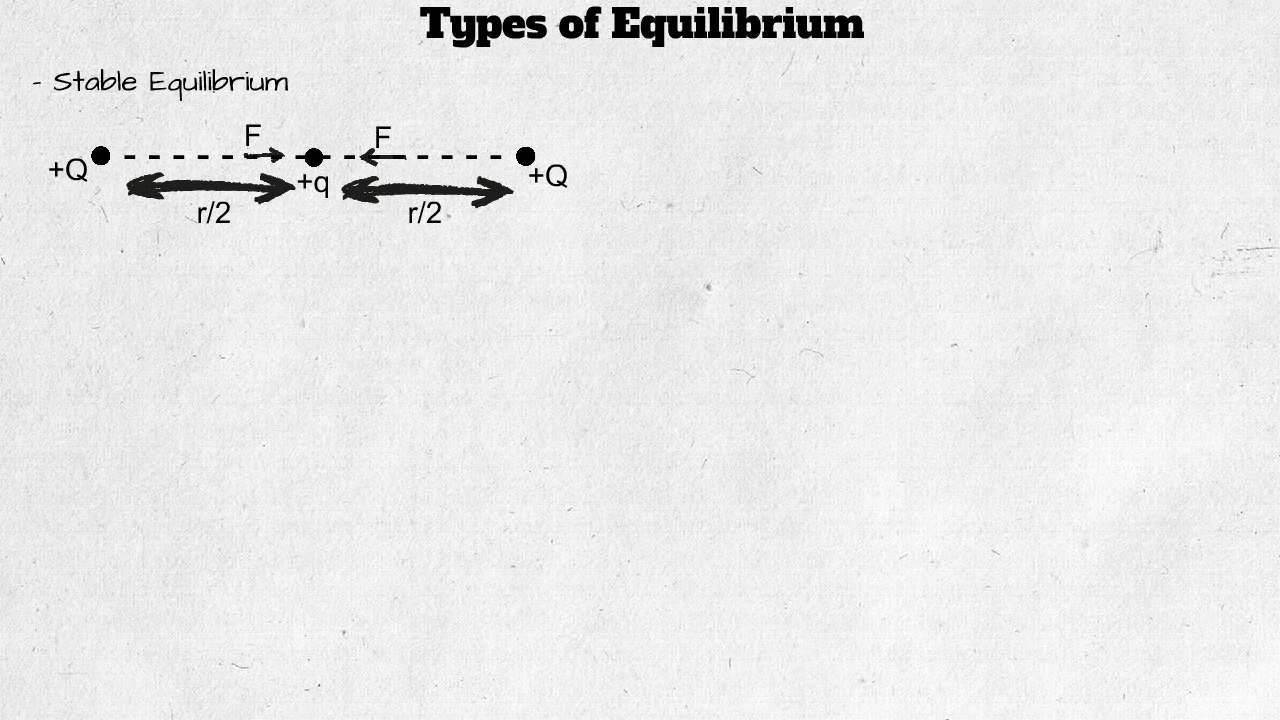 Types of Equilibrium
- Stable Equilibrium
F F
+Q +q +Q
r/2 r/2